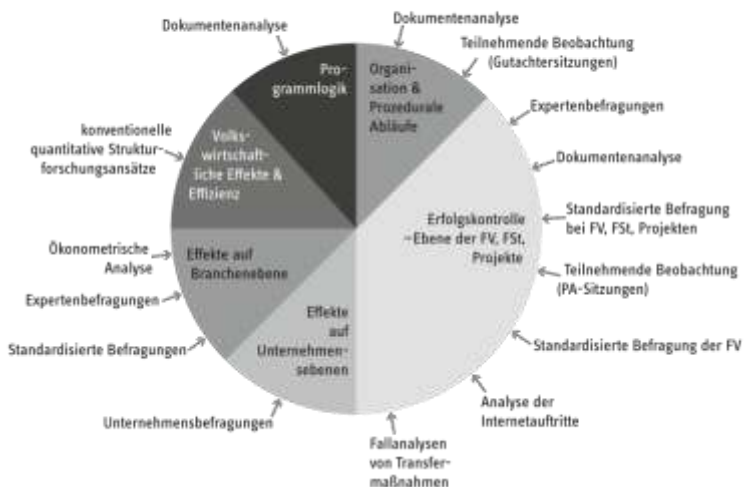 Dokumentenanalyse
Dokumentenanalyse
Teilnehmende Beobachtung
(Gutachtersitzungen)
Pro-
grammlogik
Organi-
sation &
Prozedurale
Abläufe
Expertenbefragungen
konventionelle
quantitative Struktur-
forschungsansätze
Volks-
wirtschaft-
liche Effekte &
Effizienz
Dokumentenanalyse
Erfolgskontrolle
–Ebene der FV, FSt,
Projekte
Standardisierte Befragung
bei FV, FSt, Projekten
Ökonometrische
Analyse
Effekte auf
Branchenebene
Teilnehmende Beobachtung
(PA-Sitzungen)
Expertenbefragungen
Effekte
auf
Unternehmen-
sebenen
Standardisierte Befragungen
Standardisierte Befragung der FV
Unternehmensbefragungen
Analyse der
Internetauftritte
Fallanalysen
von Transfer-
maßnahmen